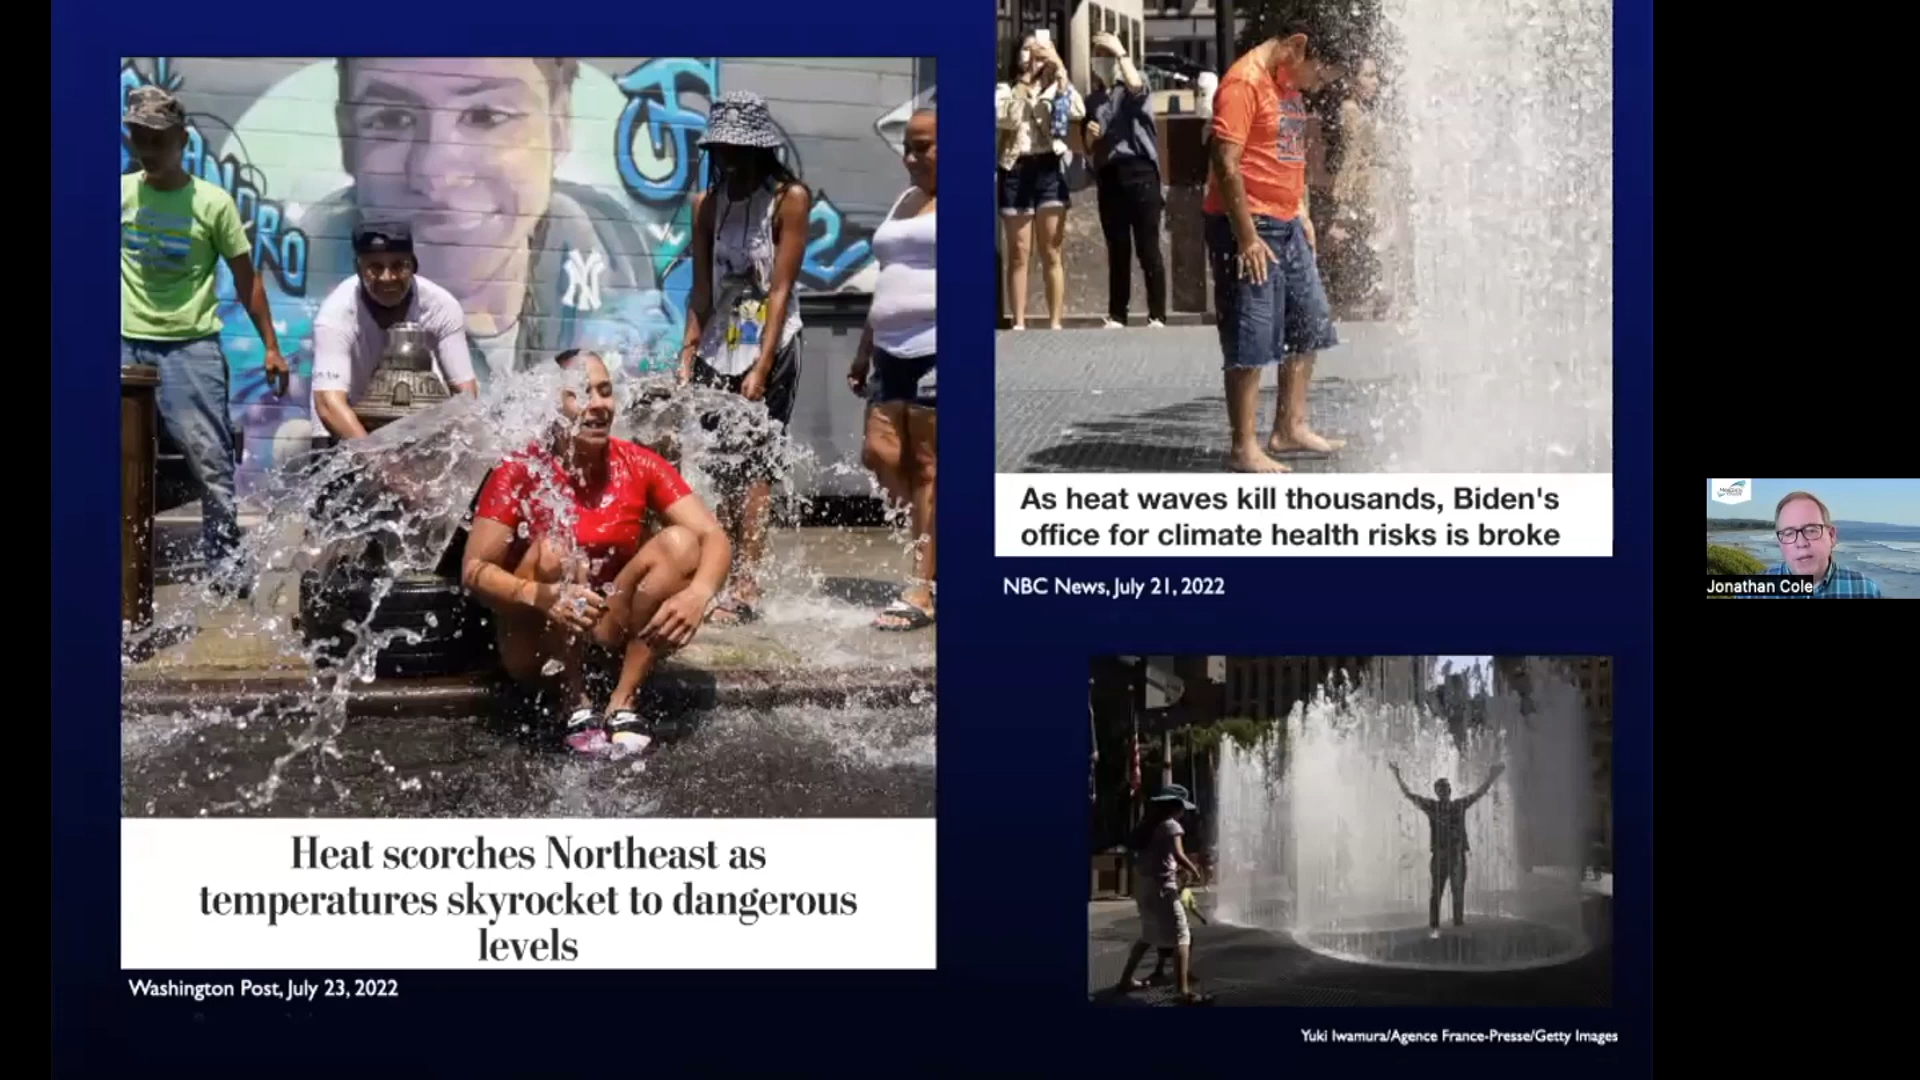 NY
Heat scorches Northeast as
temperatures skyrocket to dangerous
levels
Washington Post, July 23, 2022
As heat waves kill thousands, Biden's
office for climate health risks is broke
NBC News, July 21, 2022
Yuki Iwamura/Agence France-Presse/Getty Images
Jonathan Cole